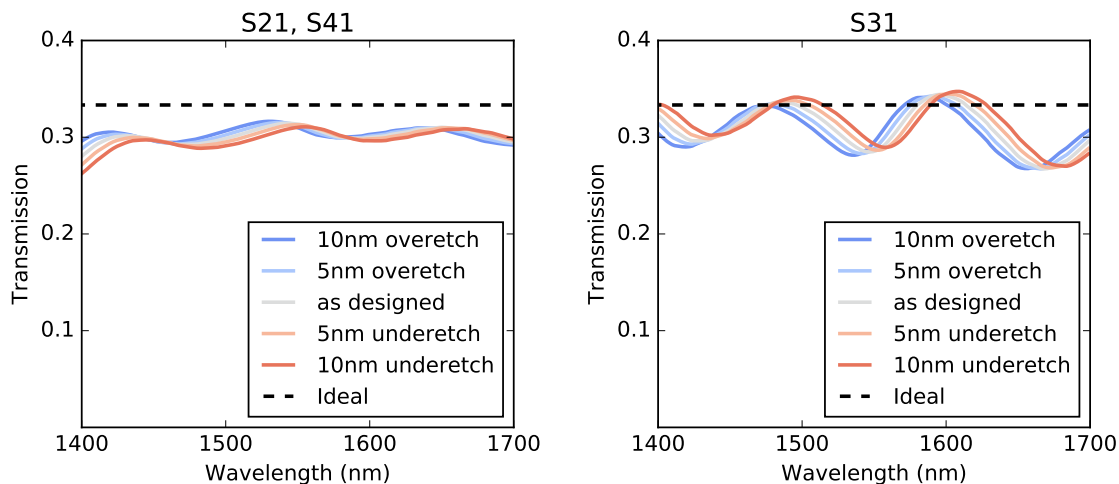 S21, S41
0.4
0.3
0.2
0.1
Transmission
10nm overetch
5nm overetch
as designed
5nm underetch
10nm underetch
Ideal
1400 1500 1600 1700
Wavelength (nm)
S31
0.4
0.3
0.2
0.1
Transmission
10nm overetch
5nm overetch
as designed
5nm underetch
10nm underetch
Ideal
1400 1500 1600 1700
Wavelength (nm)